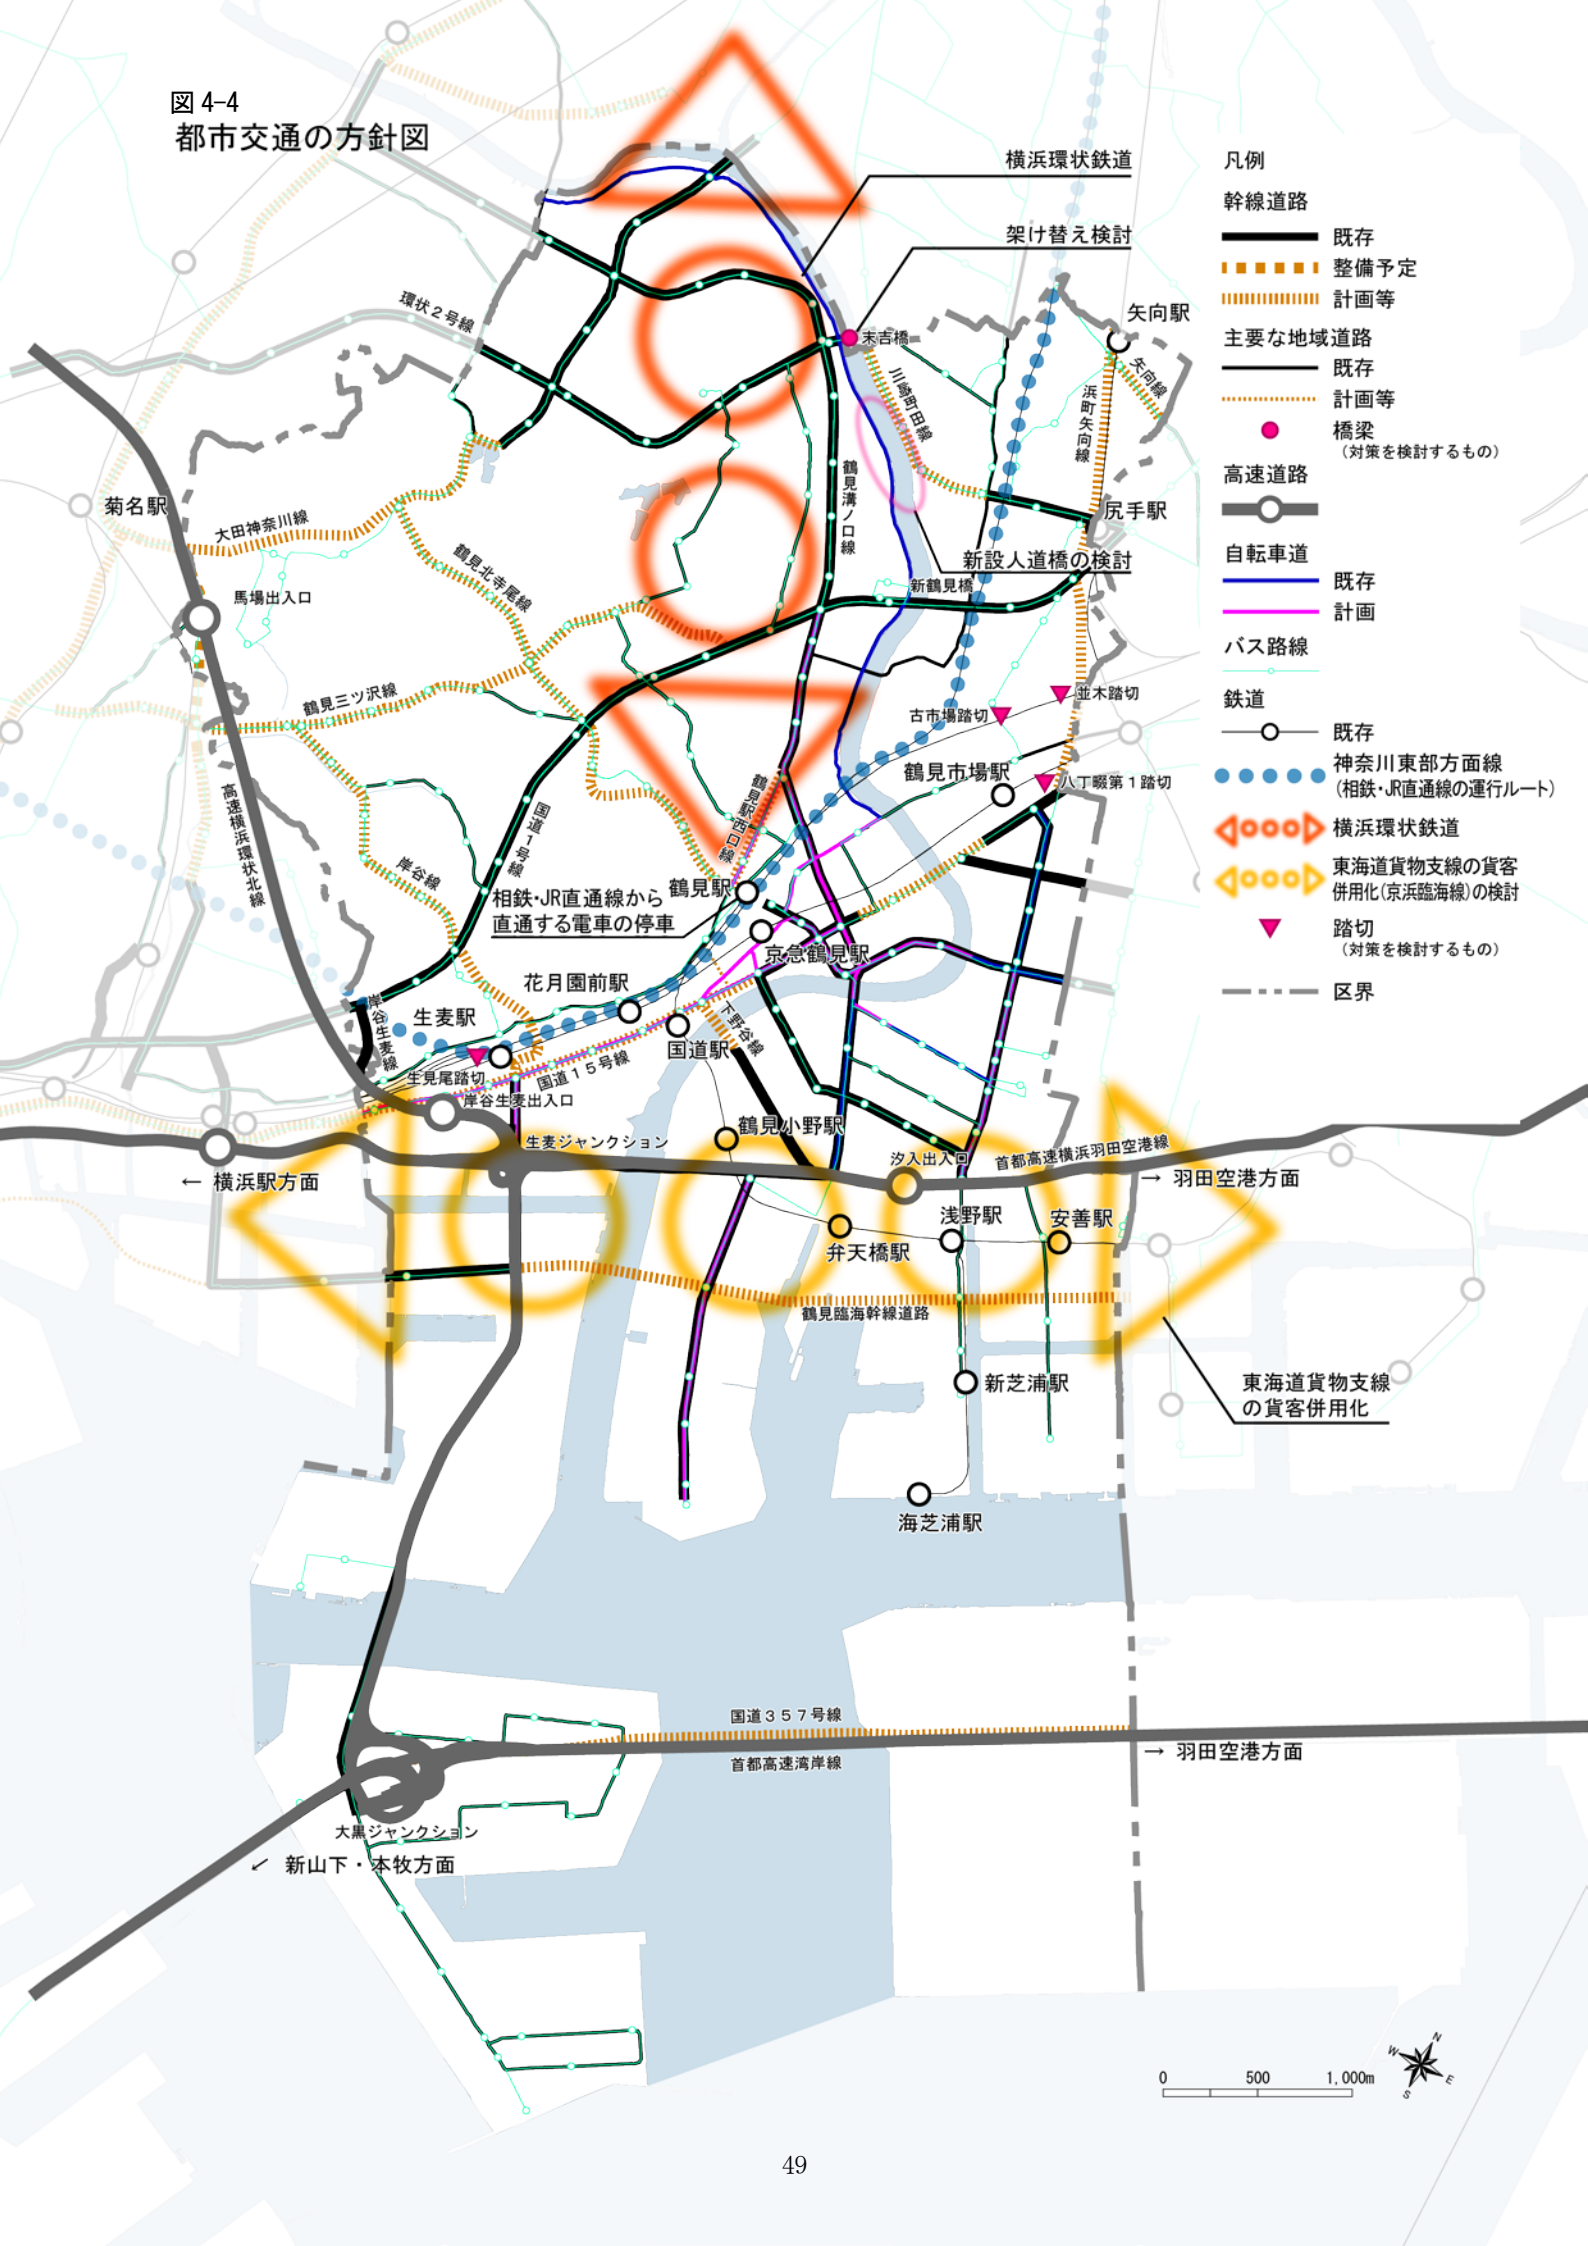 図 4-4
都市交通の方針図
横浜環状鉄道
架け替え検討
環状２号線
末吉橋
川崎町田線
矢向駅
矢向線
浜町矢向線
菊名駅
大田神奈川線
鶴見北寺尾線
鶴見溝ノ口線
尻手駅
新設人道橋の検討
新鶴見橋
馬場出入口
鶴見三ツ沢線
並木踏切
古市場踏切
鶴見市場駅
八丁畷第１踏切
高速横浜環状北線
国道１号線
鶴見駅西口線
岸谷線
相鉄・JR直通線から
直通する電車の停車
鶴見駅
京急鶴見駅
花月園前駅
岸谷生麦線
生麦駅
国道駅
下野谷線
生見尾踏切
国道１５号線
岸谷生麦出入口
鶴見小野駅
生麦ジャンクション
汐入出入口
首都高速横浜羽田空港線
← 横浜駅方面
→ 羽田空港方面
浅野駅
安善駅
弁天橋駅
鶴見臨海幹線道路
新芝浦駅
東海道貨物支線
の貨客併用化
海芝浦駅
国道３５７号線
首都高速湾岸線
→ 羽田空港方面
大黒ジャンクション
↙ 新山下・本牧方面
凡例
幹線道路
既存
整備予定
計画等
主要な地域道路
既存
計画等
橋梁
（対策を検討するもの）
高速道路
自転車道
既存
計画
バス路線
鉄道
既存
神奈川東部方面線
（相鉄・JR直通線の運行ルート）
横浜環状鉄道
東海道貨物支線の貨客
併用化（京浜臨海線）の検討
踏切
（対策を検討するもの）
区界
N
W
E
S
0 500 1,000m
49